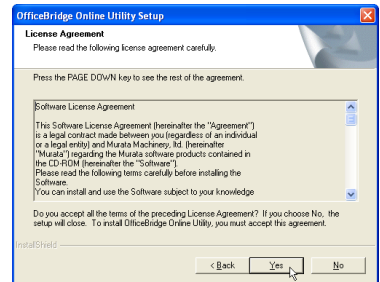 OfficeBridge Online Utility Setup
License Agreement
Please read the following license agreement carefully.
Press the PAGE DOWN key to see the rest of the agreement.
Software License Agreement
This Software License Agreement (hereinafter the "Agreement")
is a legal contract made between you (regardless of an individual
or a legal entity) and Murata Machinery, ltd. (hereinafter
"Murata") regarding the Murata software products contained in
the CD-ROM (hereinafter the "Software").
Please read the following terms carefully before installing the
Software.
You can install and use the Software subject to your knowledge
Do you accept all the terms of the preceding License Agreement? If you choose No, the
setup will close. To install OfficeBridge Online Utility, you must accept this agreement.
InstallShield
< Back Yes No